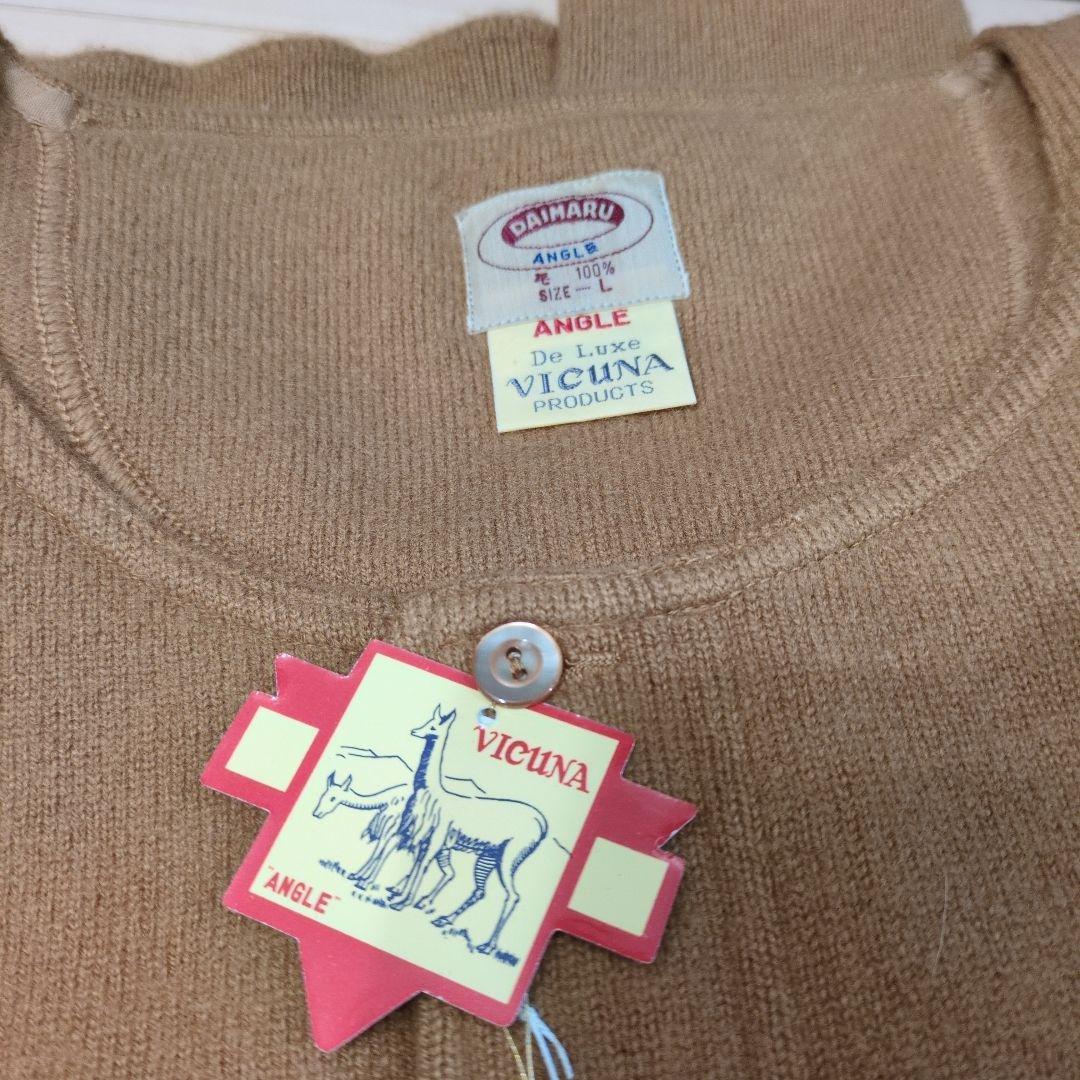 DAIMARU
ANGLE
毛 100%
SIZE ---- L
ANGLE
De Luxe
VICUNA
PRODUCTS
VICUNA
"ANGLE"